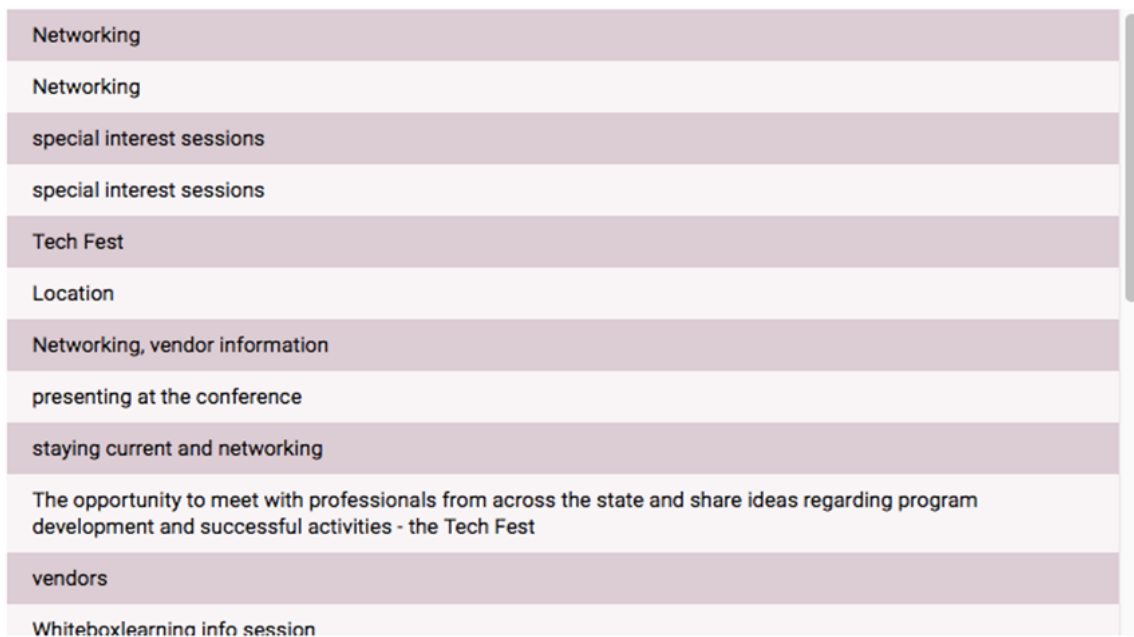 Networking
Networking
special interest sessions
special interest sessions
Tech Fest
Location
Networking, vendor information
presenting at the conference
staying current and networking
The opportunity to meet with professionals from across the state and share ideas regarding program
development and successful activities - the Tech Fest
vendors
Whiteboxlearning info session